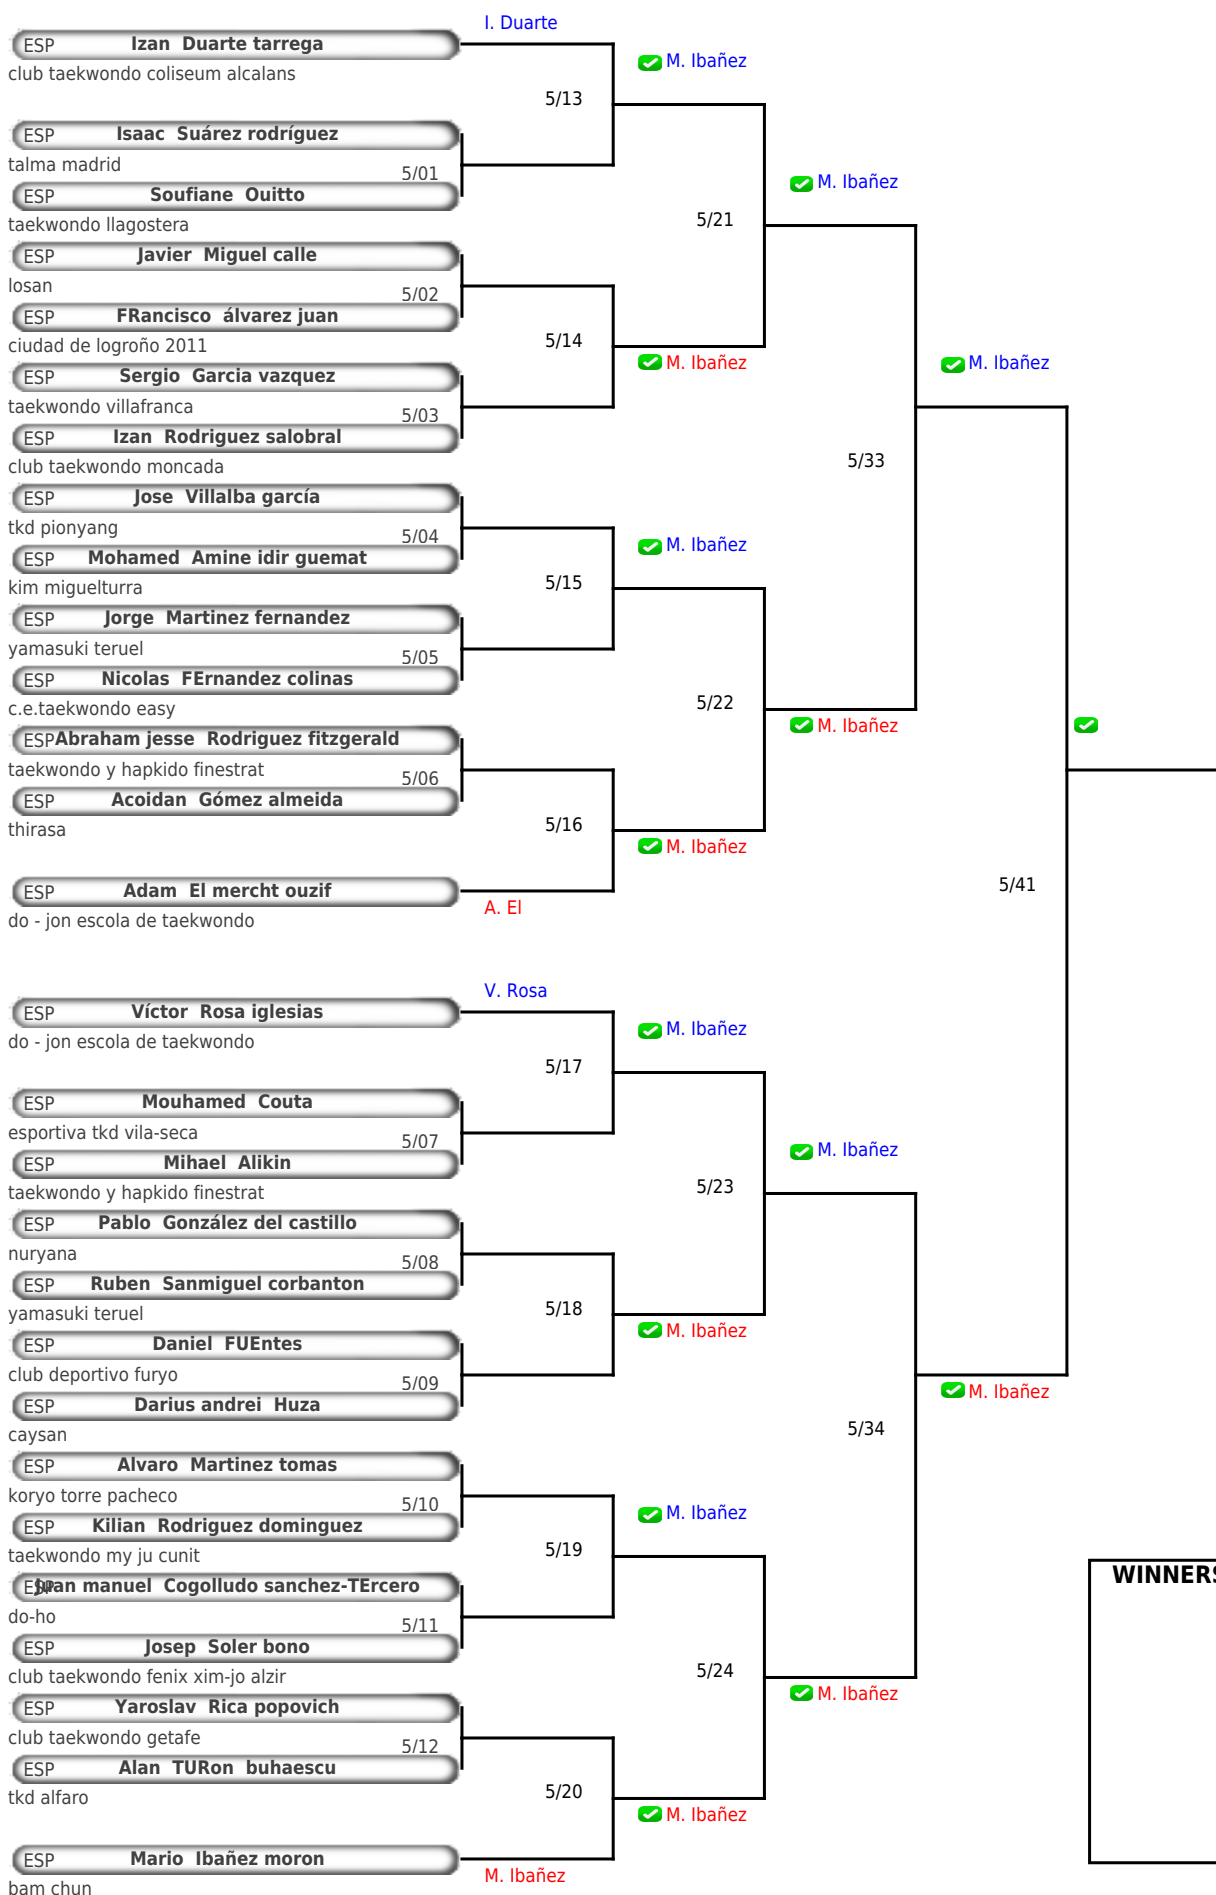 I. Duarte
ESP Izan Duarte tarrega
club taekwondo coliseum alcalans
M. Ibañez
5/13
ESP Isaac Suárez rodríguez
talma madrid
5/01
ESP Soufiane Ouitto
taekwondo llagostera
M. Ibañez
5/21
ESP Javier Miguel calle
losan
5/02
ESP FRancisco álvarez juan
ciudad de logroño 2011
5/14
M. Ibañez
M. Ibañez
ESP Sergio Garcia vazquez
taekwondo villafranca
5/03
ESP Izan Rodriguez salobral
club taekwondo moncada
5/33
ESP Jose Villalba garcía
tkd pionyang
5/04
M. Ibañez
ESP Mohamed Amine idir guemat
kim miguelturra
5/15
ESP Jorge Martinez fernandez
yamasuki teruel
5/05
ESP Nicolas FErnandez colinas
c.e.taekwondo easy
5/22
M. Ibañez
ESP Abraham jesse Rodriguez fitzgerald
taekwondo y hapkido finestrat
5/06
ESP Acoidan Gómez almeida
thirasa
5/16
M. Ibañez
ESP Adam El mercht ouzif
5/41
do - jon escola de taekwondo
A. El
V. Rosa
ESP Víctor Rosa iglesias
do - jon escola de taekwondo
M. Ibañez
5/17
ESP Mouhamed Couta
esportiva tkd vila-seca
5/07
M. Ibañez
ESP Mihael Alikin
taekwondo y hapkido finestrat
5/23
ESP Pablo González del castillo
nuryana
5/08
ESP Ruben Sanmiguel corbanton
yamasuki teruel
5/18
M. Ibañez
ESP Daniel FUEntes
club deportivo furyo
5/09
M. Ibañez
ESP Darius andrei Huza
caysan
5/34
ESP Alvaro Martinez tomas
koryo torre pacheco
5/10
M. Ibañez
ESP Kilian Rodriguez dominguez
taekwondo my ju cunit
5/19
WINNERS
ESP Juan manuel Cogolludo sanchez-TErcero
do-ho
5/11
ESP Josep Soler bono
club taekwondo fenix xim-jo alzir
5/24
M. Ibañez
ESP Yaroslav Rica popovich
club taekwondo getafe
5/12
ESP Alan TURon buhaescu
tkd alfaro
5/20
M. Ibañez
ESP Mario Ibañez moron
M. Ibañez
bam chun